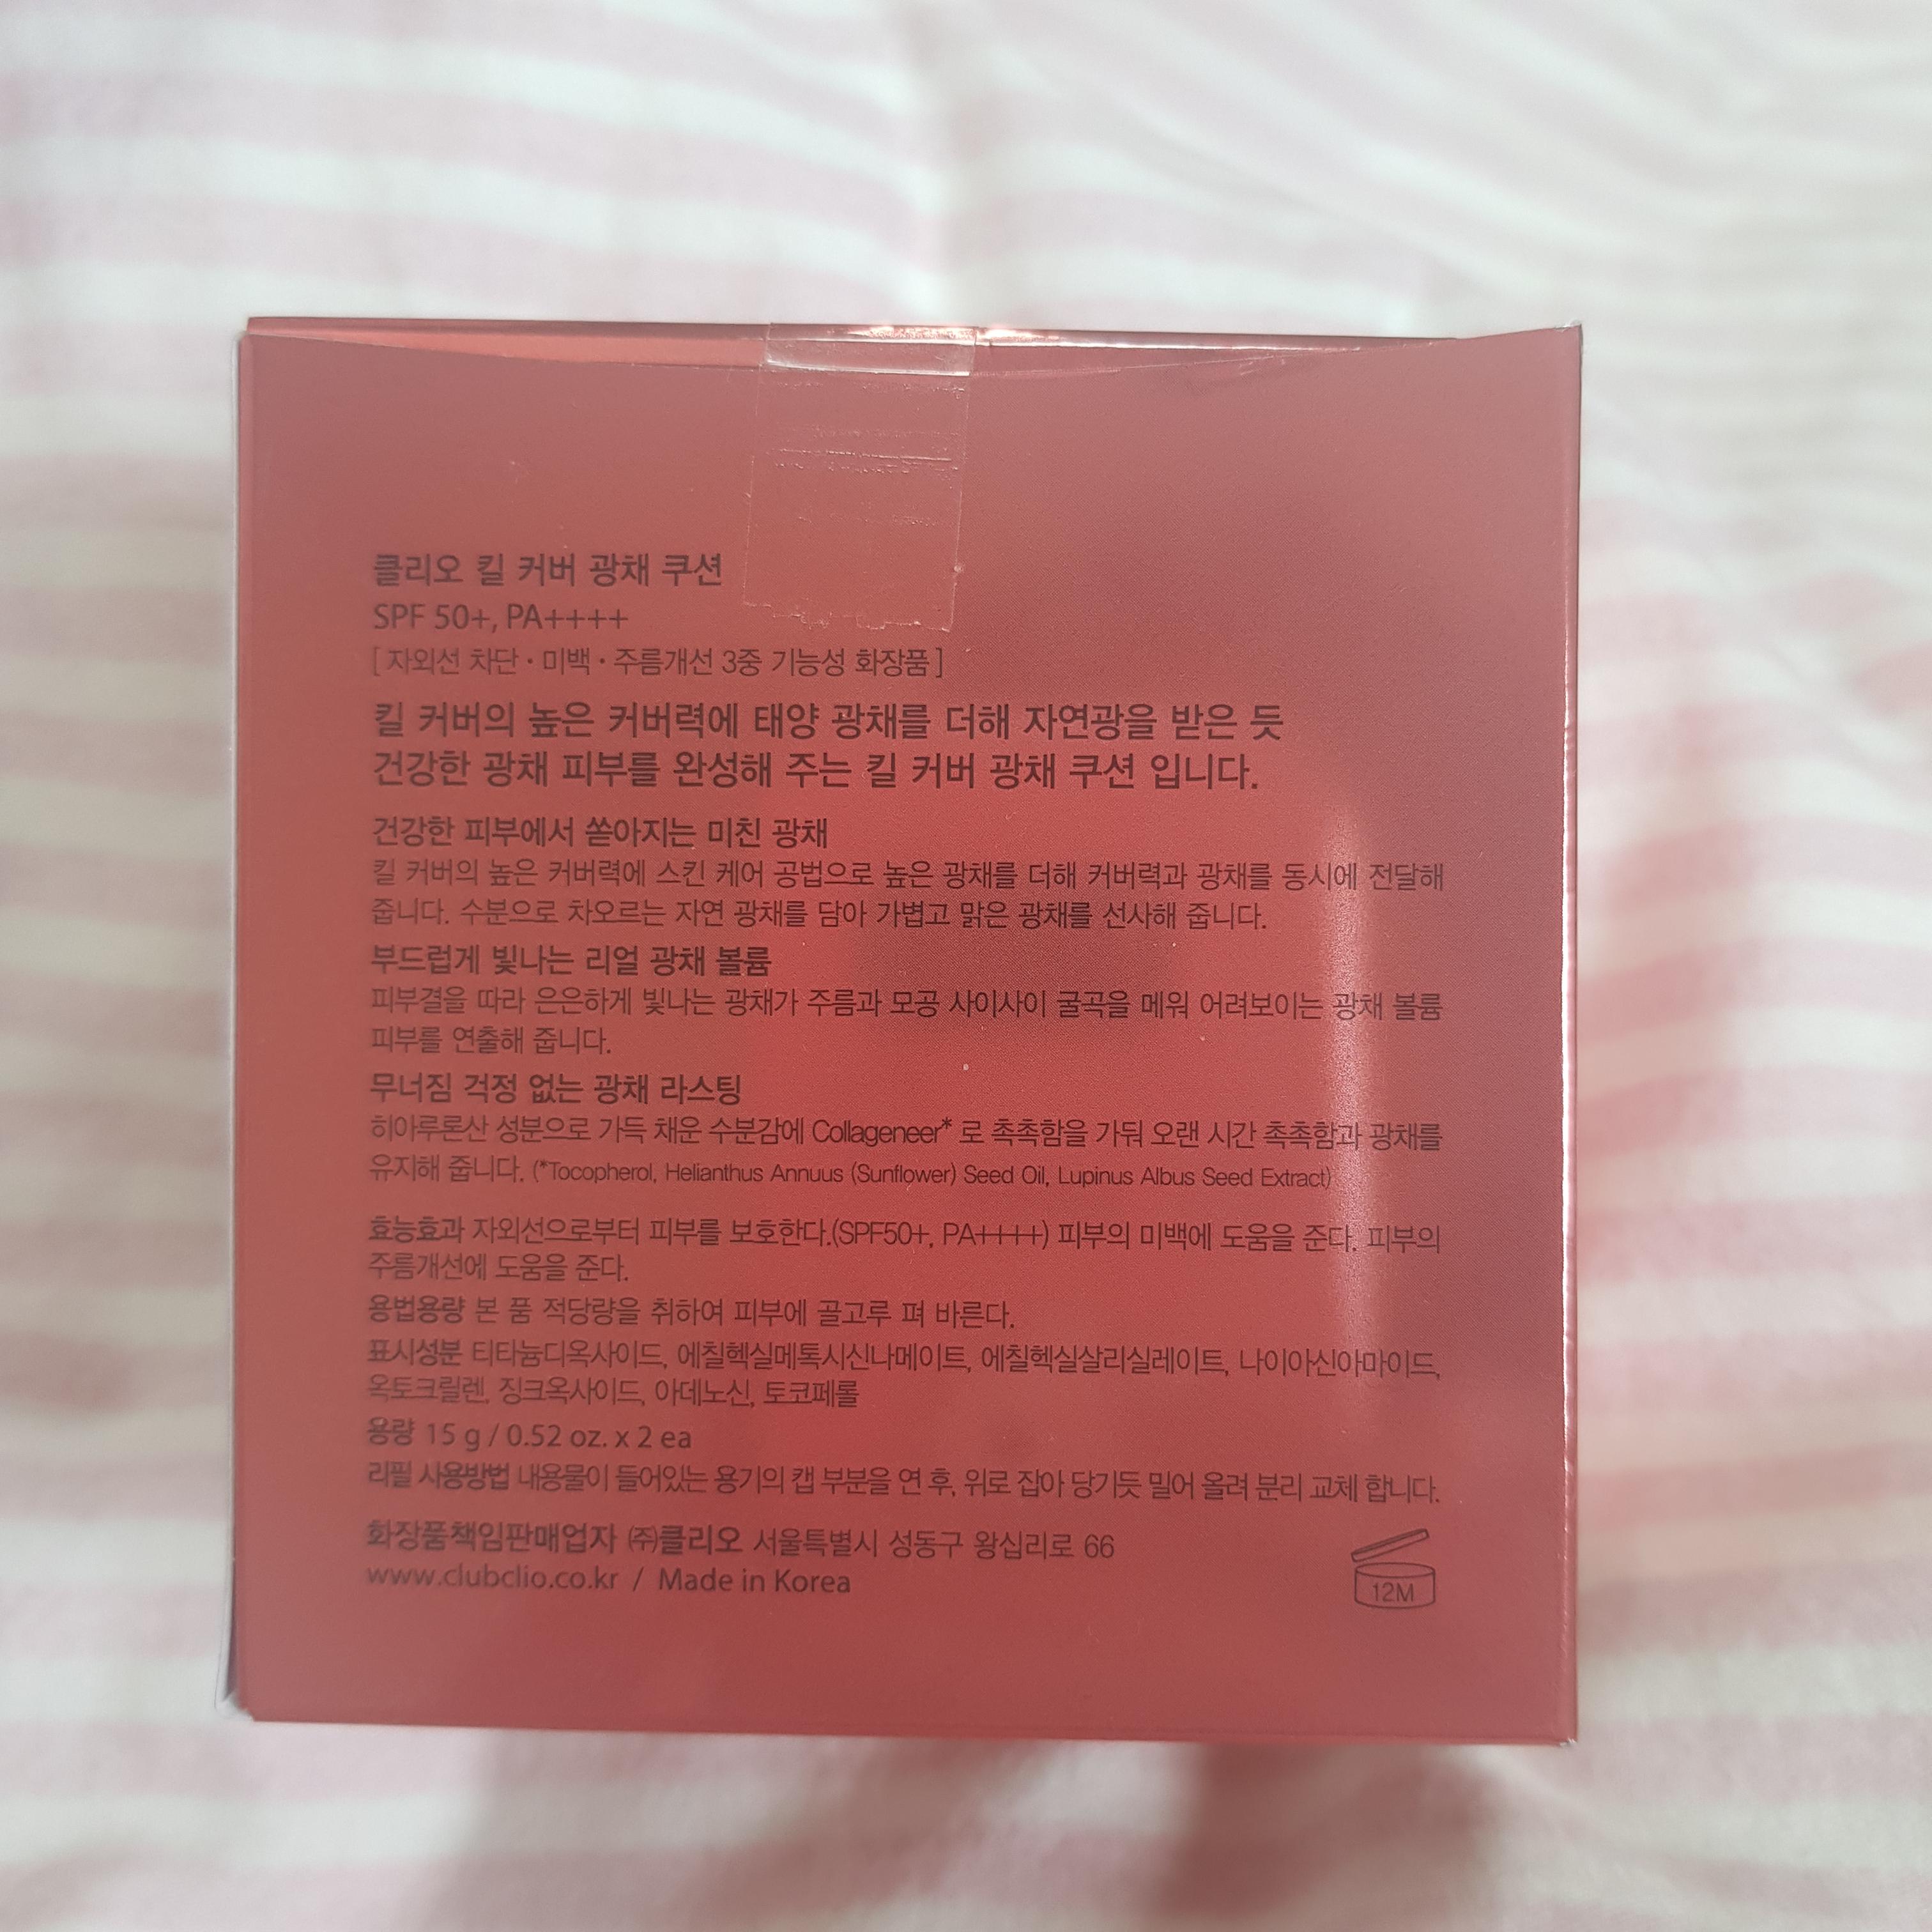 클리오 킬 커버 광채 쿠션
SPF 50+, PA++++
[ 자외선 차단 · 미백 · 주름개선 3중 기능성 화장품 ]
킬 커버의 높은 커버력에 태양 광채를 더해 자연광을 받은 듯
건강한 광채 피부를 완성해 주는 킬 커버 광채 쿠션 입니다.
건강한 피부에서 쏟아지는 미친 광채
킬 커버의 높은 커버력에 스킨 케어 공법으로 높은 광채를 더해 커버력과 광채를 동시에 전달해
줍니다. 수분으로 차오르는 자연 광채를 담아 가볍고 맑은 광채를 선사해 줍니다.
부드럽게 빛나는 리얼 광채 볼륨
피부결을 따라 은은하게 빛나는 광채가 주름과 모공 사이사이 굴곡을 메워 어려보이는 광채 볼륨
피부를 연출해 줍니다.
무너짐 걱정 없는 광채 라스팅
히아루론산 성분으로 가득 채운 수분감에 Collageneer* 로 촉촉함을 가둬 오랜 시간 촉촉함과 광채를
유지해 줍니다. (*Tocopherol, Helianthus Annuus (Sunflower) Seed Oil, Lupinus Albus Seed Extract)
효능효과 자외선으로부터 피부를 보호한다.(SPF50+, PA++++) 피부의 미백에 도움을 준다. 피부의
주름개선에 도움을 준다.
용법용량 본 품 적당량을 취하여 피부에 골고루 펴 바른다.
표시성분 티타늄디옥사이드, 에칠헥실메톡시신나메이트, 에칠헥실살리실레이트, 나이아신아마이드,
옥토크릴렌, 징크옥사이드, 아데노신, 토코페롤
용량 15 g / 0.52 oz. x 2 ea
리필 사용방법 내용물이 들어있는 용기의 캡 부분을 연 후, 위로 잡아 당기듯 밀어 올려 분리 교체 합니다.
화장품책임판매업자 ㈜클리오 서울특별시 성동구 왕십리로 66
www.clubclio.co.kr / Made in Korea
12M